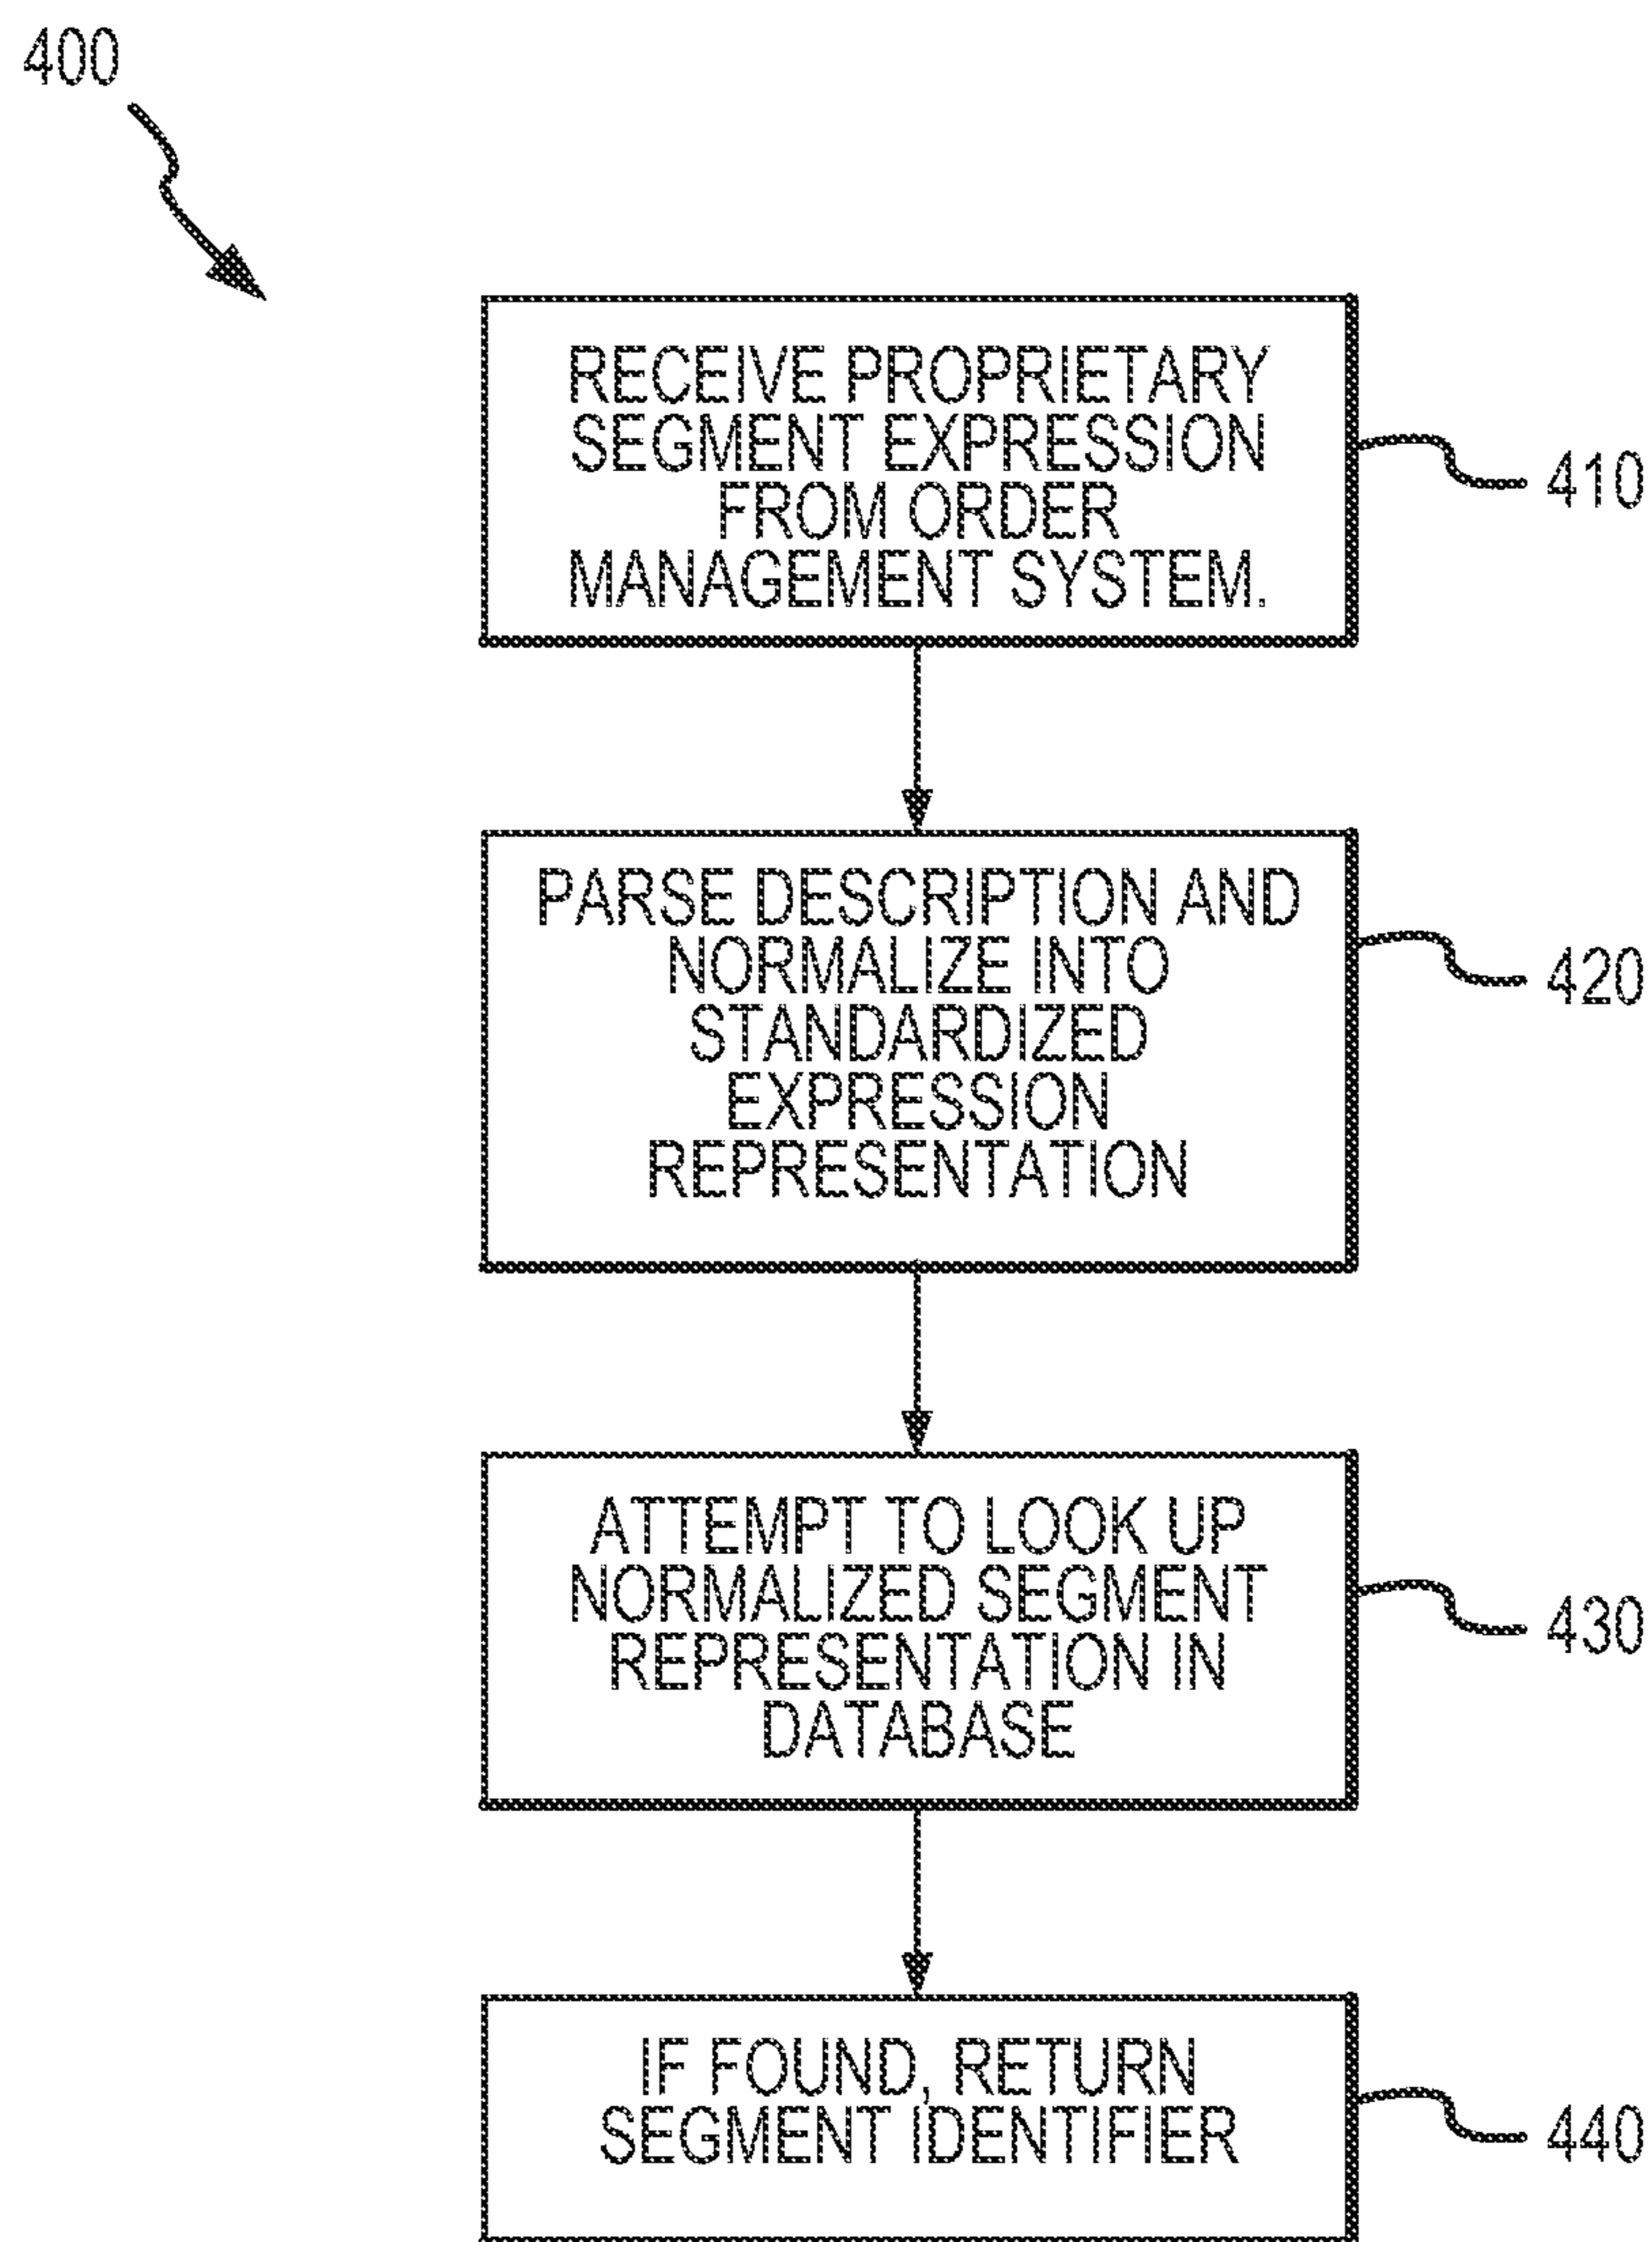 400
RECEIVE PROPRIETARY
SEGMENT EXPRESSION
FROM ORDER
MANAGEMENT SYSTEM.
410
PARSE DESCRIPTION AND
NORMALIZE INTO
STANDARDIZED
EXPRESSION
REPRESENTATION
420
ATTEMPT TO LOOK UP
NORMALIZED SEGMENT
REPRESENTATION IN
DATABASE
430
IF FOUND, RETURN
SEGMENT IDENTIFIER
440